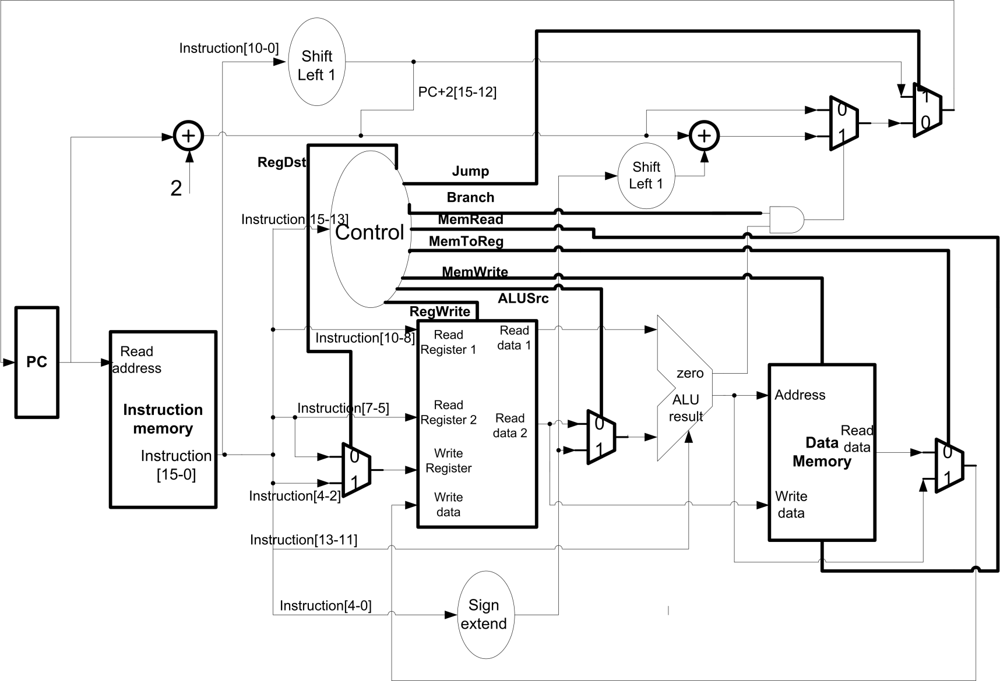 Instruction[10-0]
Shift
Left 1
PC+2[15-12]
1
0
0
1
+
+
2
RegDst
Jump
Shift
Left 1
Branch
Instruction[15-13]
Control
MemRead
MemToReg
MemWrite
ALUSrc
RegWrite
Instruction[10-8]
Read
Register 1
Read
data 1
PC
Read
address
Instruction
memory
Instruction
[15-0]
Instruction[7-5]
Read
Register 2
Read
data 2
Write
Register
Write
data
0
1
Instruction[4-2]
0
1
zero
ALU
result
Address
Read
data
Data
Memory
Write
data
0
1
Instruction[13-11]
Instruction[4-0]
Sign
extend